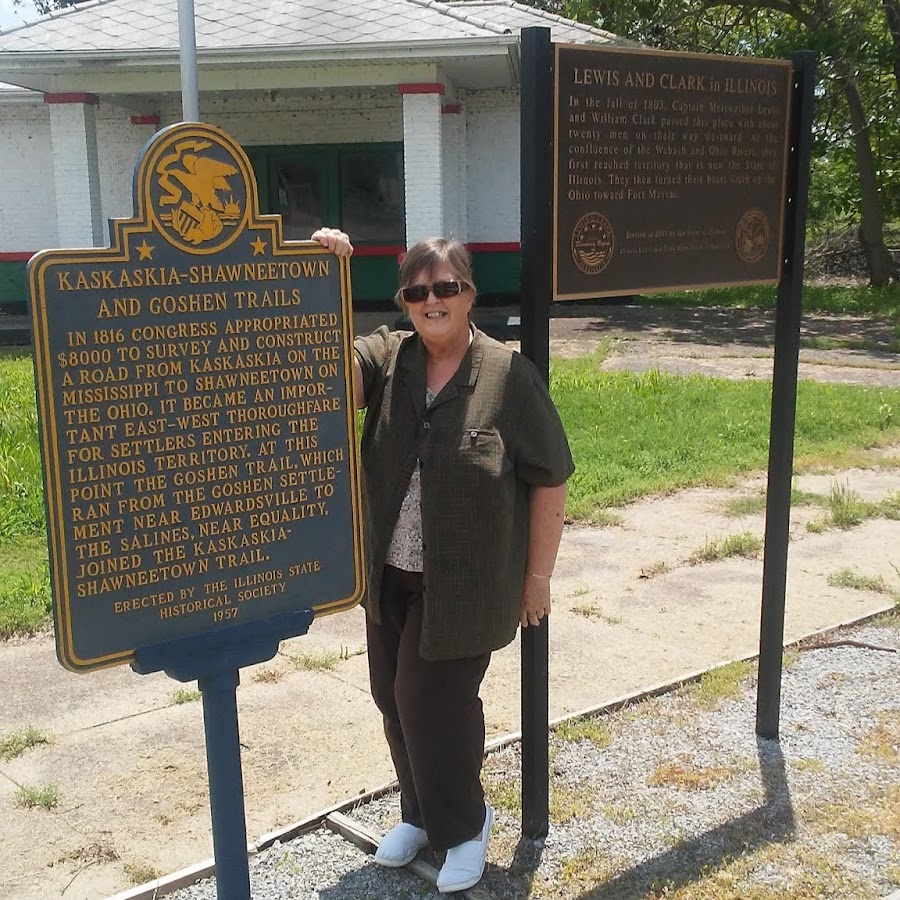 KASKASKIA-SHAWNEETOWN
AND GOSHEN TRAILS
IN 1816 CONGRESS APPROPRIATED
$8000 TO SURVEY AND CONSTRUCT
A ROAD FROM KASKASKIA ON THE
MISSISSIPPI TO SHAWNEETOWN ON
THE OHIO. IT BECAME AN IMPOR-
TANT EAST-WEST THOROUGHFARE
FOR SETTLERS ENTERING THE
ILLINOIS TERRITORY. AT THIS
POINT THE GOSHEN TRAIL, WHICH
RAN FROM THE GOSHEN SETTLE-
MENT NEAR EDWARDSVILLE TO
THE SALINES, NEAR EQUALITY,
JOINED THE KASKASKIA-
SHAWNEETOWN TRAIL.
ERECTED BY THE ILLINOIS STATE
HISTORICAL SOCIETY
1957
LEWIS AND CLARK in ILLINOIS
In the fall of 1803, Captain Meriwether Lewis
and William Clark passed this place with about
twenty men on their way westward. At the
confluence of the Wabash and Ohio Rivers, they
first reached territory that is now the State of
Illinois. They then turned their boats south on the
Ohio toward Fort Massac.
Erected by the State of Illinois